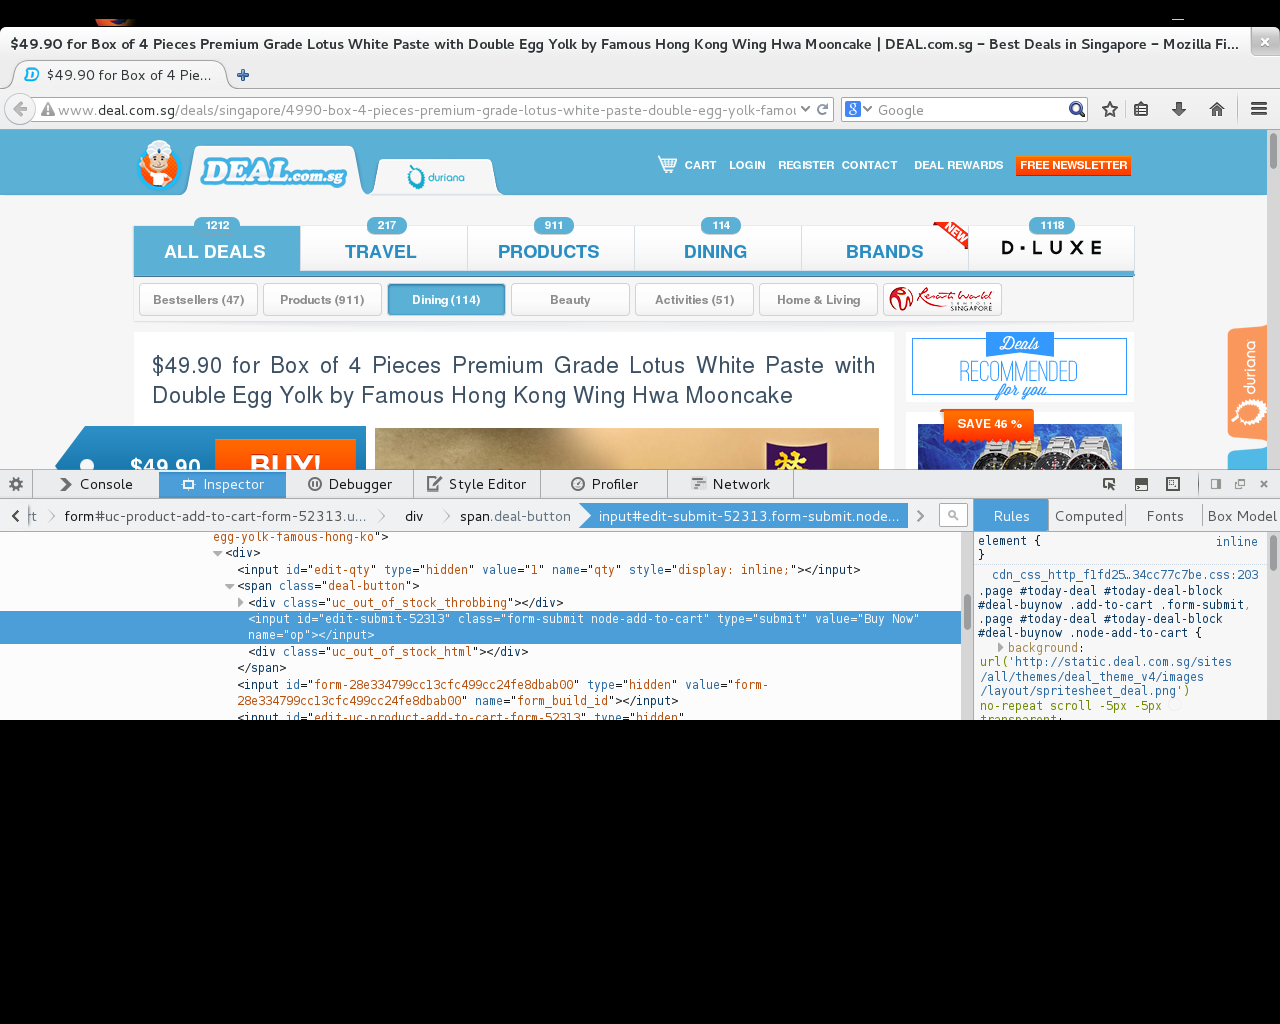 $49.90 for Box of 4 Pieces Premium Grade Lotus White Paste with Double Egg Yolk by Famous Hong Kong Wing Hwa Mooncake | DEAL.com.sg – Best Deals in Singapore – Mozilla Fi...
$49.90 for Box of 4 Pie...
www.deal.com.sg/deals/singapore/4990-box-4-pieces-premium-grade-lotus-white-paste-double-egg-yolk-famou
Google
DEAL.com.sg
duriana
CART LOGIN REGISTER CONTACT DEAL REWARDS FREE NEWSLETTER
1212 217 911 114 1118
ALL DEALS TRAVEL PRODUCTS DINING BRANDS NEW D·LUXE
Bestsellers (47) Products (911) Dining (114) Beauty Activities (51) Home & Living Resorts World SENTOSA SINGAPORE
$49.90 for Box of 4 Pieces Premium Grade Lotus White Paste with
Double Egg Yolk by Famous Hong Kong Wing Hwa Mooncake
Deals
RECOMMENDED
for you
duriana
SAVE 46 %
$49.90 BUY!
Console Inspector Debugger Style Editor Profiler Network
rt form#uc-product-add-to-cart-form-52313.u... div span.deal-button input#edit-submit-52313.form-submit.node...
Rules Computed Fonts Box Model
egg-yolk-famous-hong-ko">
<div>
<input id="edit-qty" type="hidden" value="1" name="qty" style="display: inline;"></input>
<span class="deal-button">
<div class="uc_out_of_stock_throbbing"></div>
<input id="edit-submit-52313" class="form-submit node-add-to-cart" type="submit" value="Buy Now"
name="op"></input>
<div class="uc_out_of_stock_html"></div>
</span>
<input id="form-28e334799cc13cfc499cc24fe8dbab00" type="hidden" value="form-
28e334799cc13cfc499cc24fe8dbab00" name="form_build_id"></input>
<input id="edit-uc-product-add-to-cart-form-52313" type="hidden"
element { inline
}
cdn_css_http_f1fd25…34cc77c7be.css:203
.page #today-deal #today-deal-block
#deal-buynow .add-to-cart .form-submit,
.page #today-deal #today-deal-block
#deal-buynow .node-add-to-cart {
background:
url('http://static.deal.com.sg/sites
/all/themes/deal_theme_v4/images
/layout/spritesheet_deal.png')
no-repeat scroll -5px -5px
transparent;